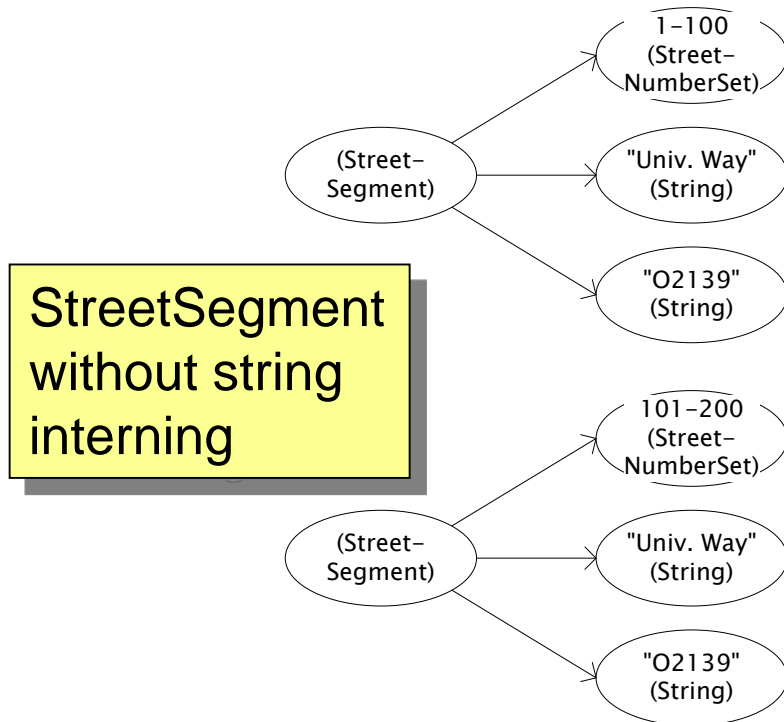 1–100
(Street–
NumberSet)
(Street–
Segment)
"Univ. Way"
(String)
"O2139"
(String)
StreetSegment
without string
interning
101–200
(Street–
NumberSet)
(Street–
Segment)
"Univ. Way"
(String)
"O2139"
(String)